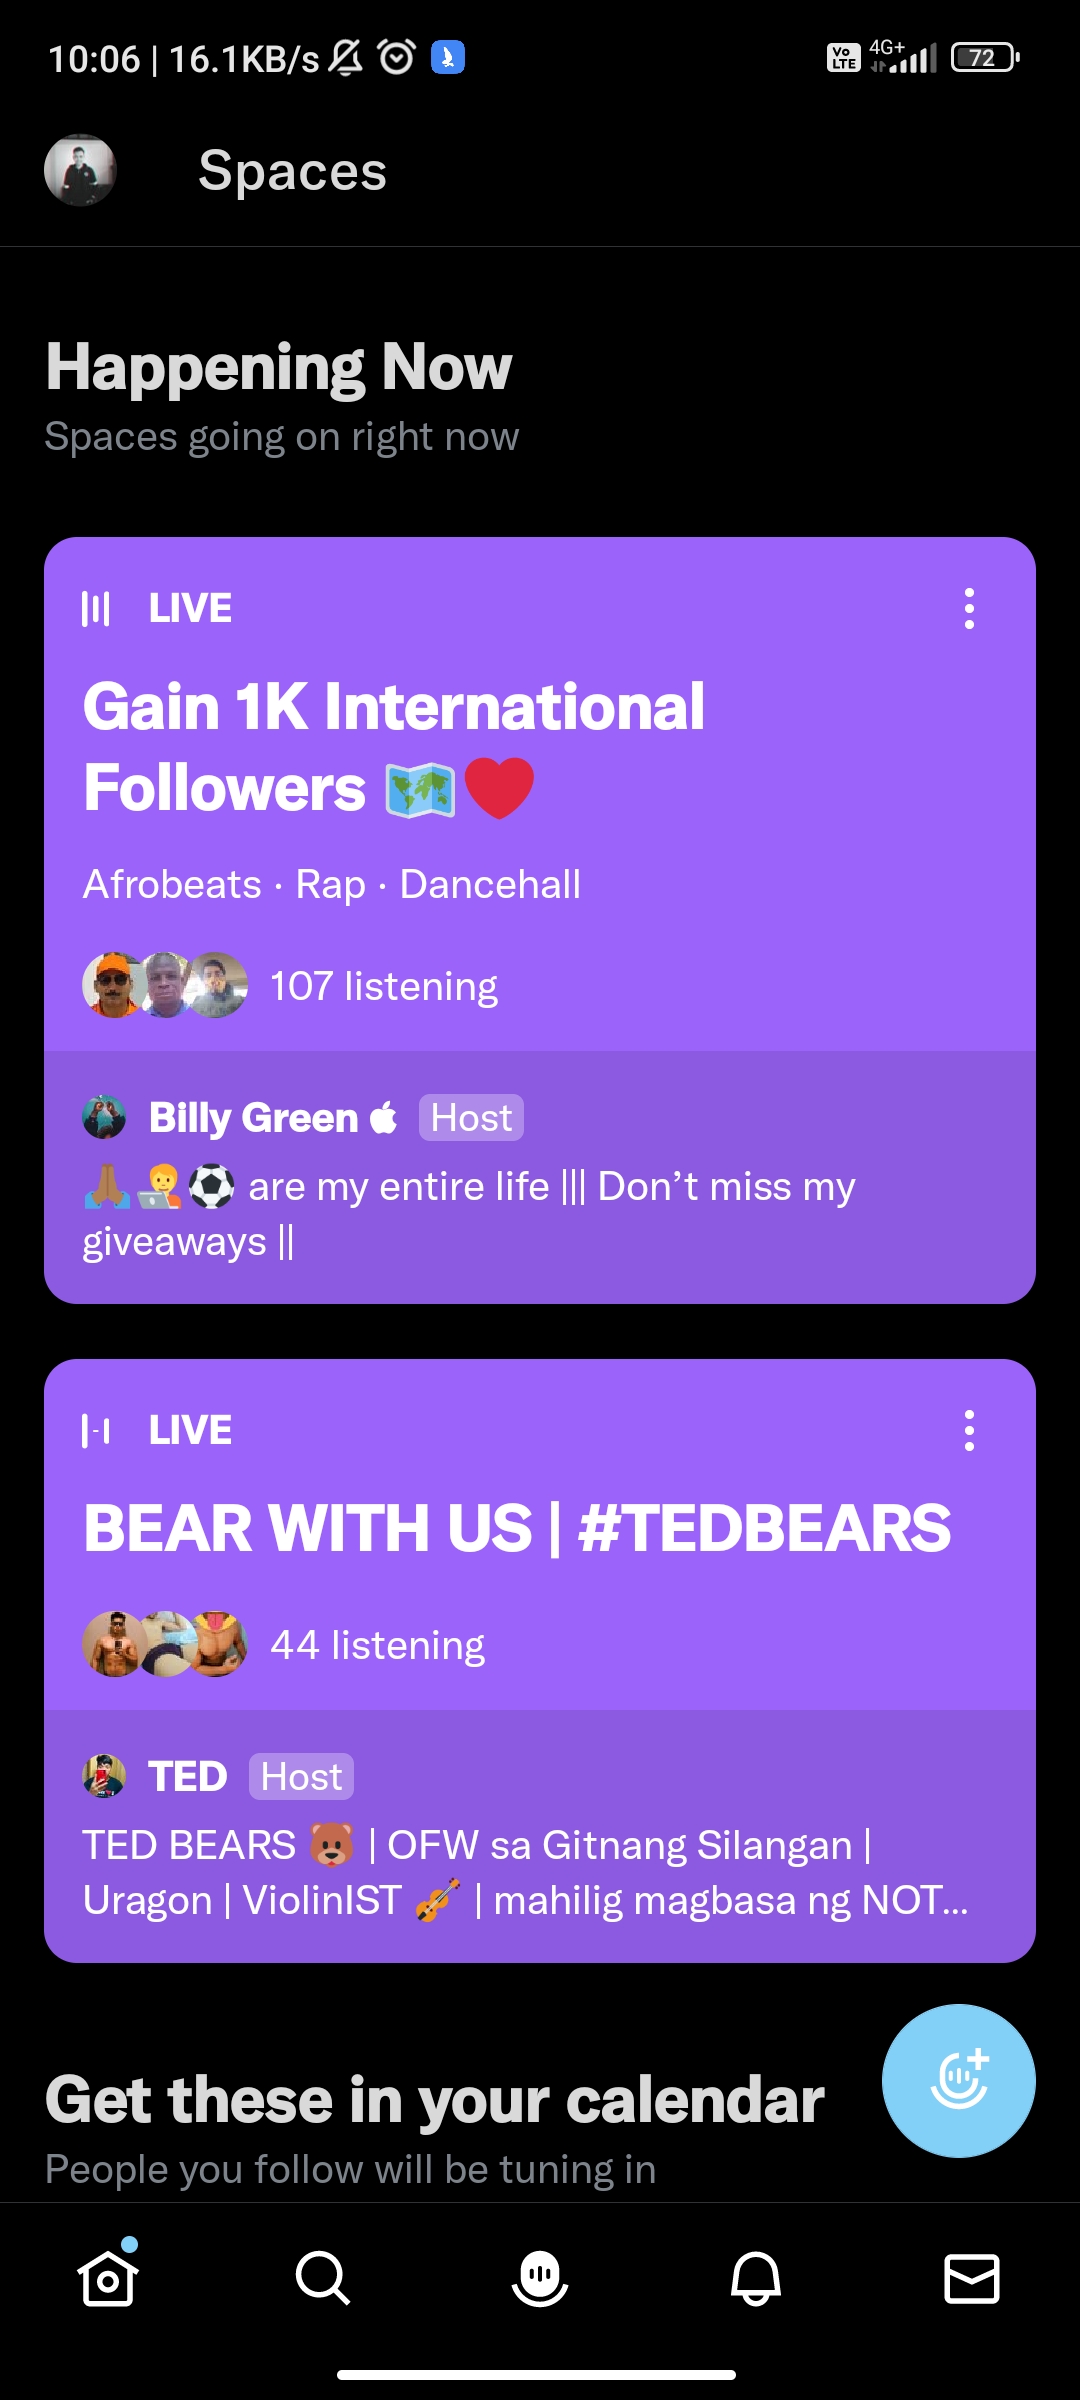 10:06 | 16.1KB/s
Vo LTE 4G+ 72
Spaces
Happening Now
Spaces going on right now
LIVE
Gain 1K International
Followers 🗺️❤️
Afrobeats · Rap · Dancehall
107 listening
Billy Green  Host
🙏🏾🧑‍💻⚽ are my entire life ||| Don’t miss my
giveaways ||
LIVE
BEAR WITH US | #TEDBEARS
44 listening
TED Host
TED BEARS 🐻 | OFW sa Gitnang Silangan |
Uragon | ViolinIST 🎻 | mahilig magbasa ng NOT...
Get these in your calendar
People you follow will be tuning in